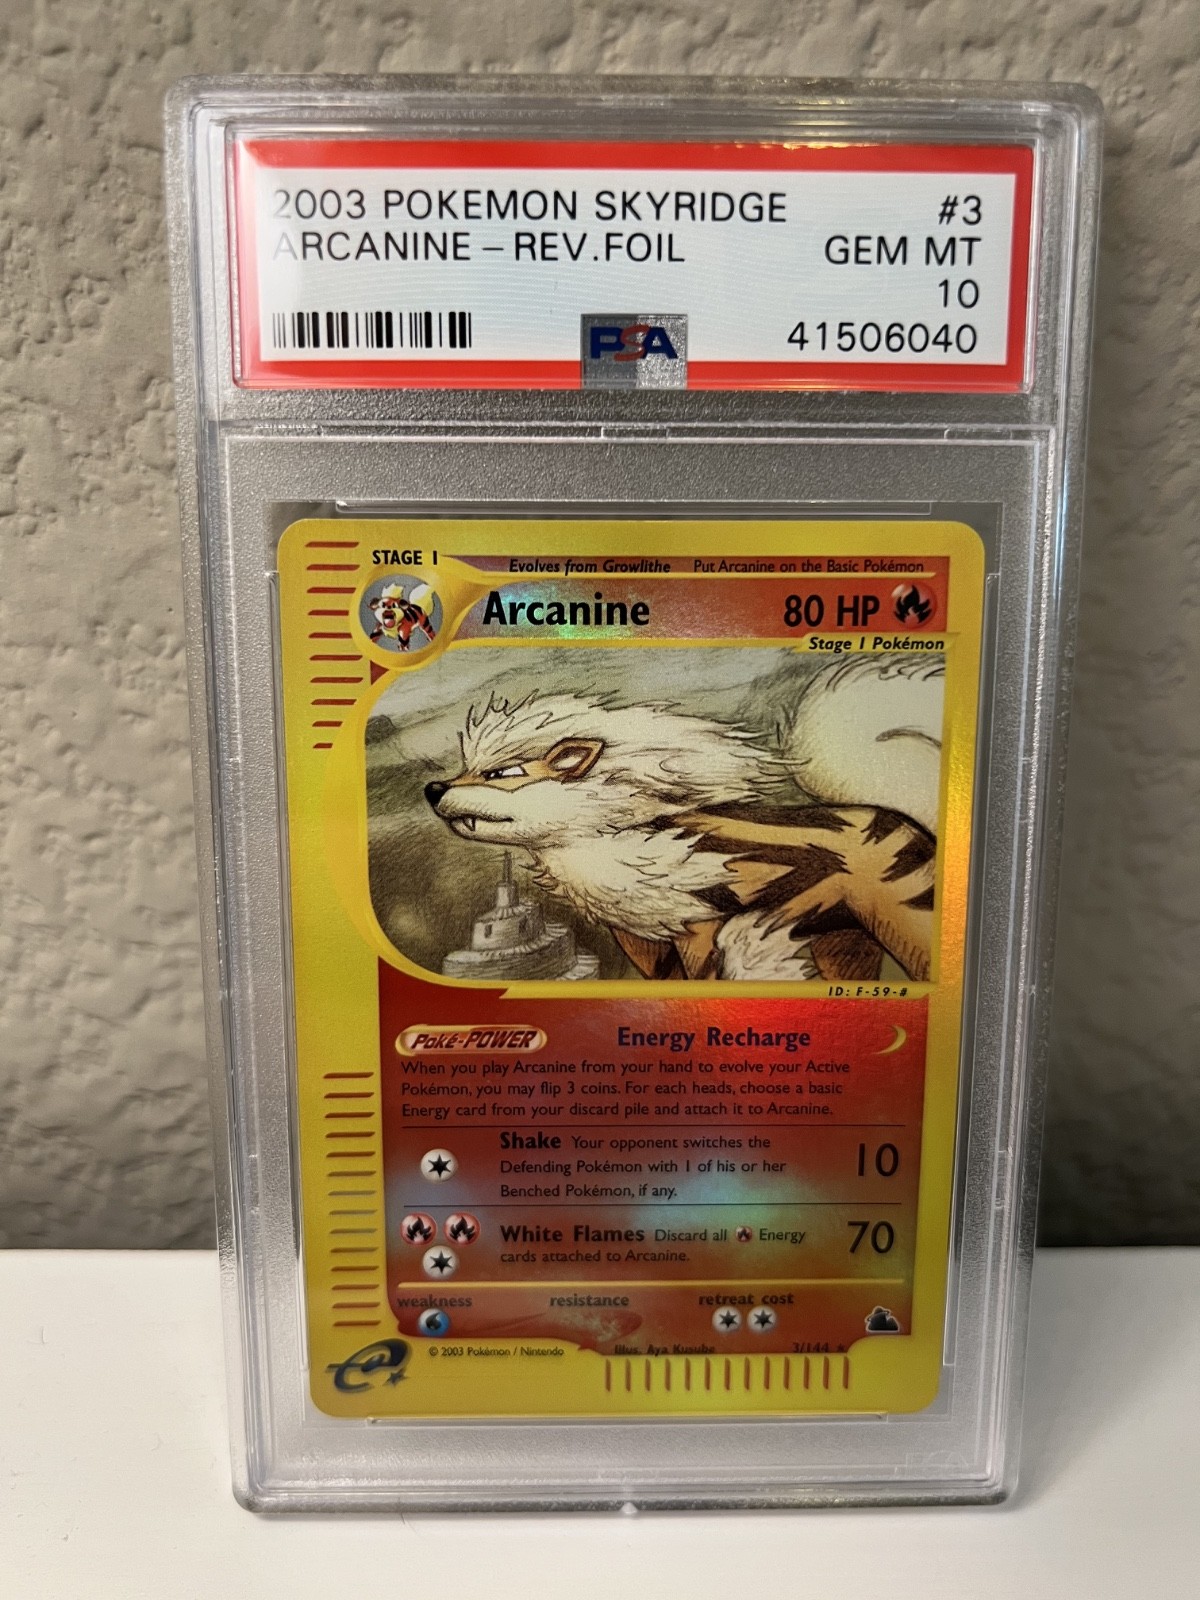 2003 POKEMON SKYRIDGE #3
ARCANINE – REV.FOIL GEM MT
10
PSA 41506040
STAGE 1 Evolves from Growlithe Put Arcanine on the Basic Pokémon
Arcanine 80 HP
Stage 1 Pokémon
ID: F-59-#
Poké-POWER Energy Recharge
When you play Arcanine from your hand to evolve your Active
Pokémon, you may flip 3 coins. For each heads, choose a basic
Energy card from your discard pile and attach it to Arcanine.
Shake Your opponent switches the
Defending Pokémon with 1 of his or her 10
Benched Pokémon, if any.
White Flames Discard all Energy 70
cards attached to Arcanine.
weakness resistance retreat cost
© 2003 Pokémon / Nintendo Illus. Aya Kusube 3/144 ★
e